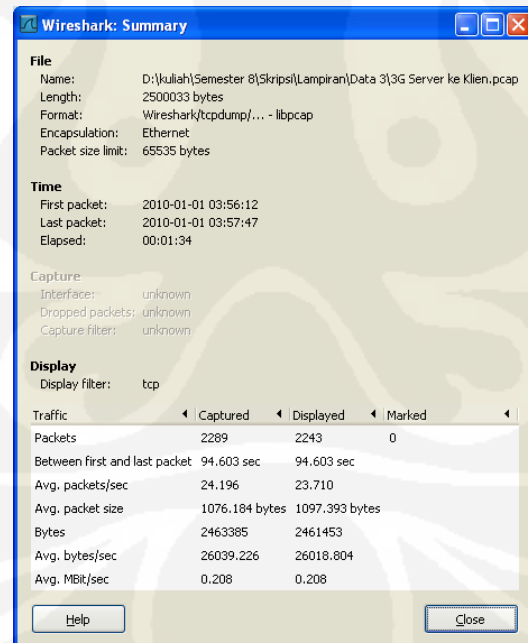 Wireshark: Summary
File
Name: D:\kuliah\Semester 8\Skripsi\Lampiran\Data 3\3G Server ke Klien.pcap
Length: 2500033 bytes
Format: Wireshark/tcpdump/... - libpcap
Encapsulation: Ethernet
Packet size limit: 65535 bytes
Time
First packet: 2010-01-01 03:56:12
Last packet: 2010-01-01 03:57:47
Elapsed: 00:01:34
Capture
Interface: unknown
Dropped packets: unknown
Capture filter: unknown
Display
Display filter: tcp
Traffic Captured Displayed Marked
Packets 2289 2243 0
Between first and last packet 94.603 sec 94.603 sec
Avg. packets/sec 24.196 23.710
Avg. packet size 1076.184 bytes 1097.393 bytes
Bytes 2463385 2461453
Avg. bytes/sec 26039.226 26018.804
Avg. MBit/sec 0.208 0.208
Help Close